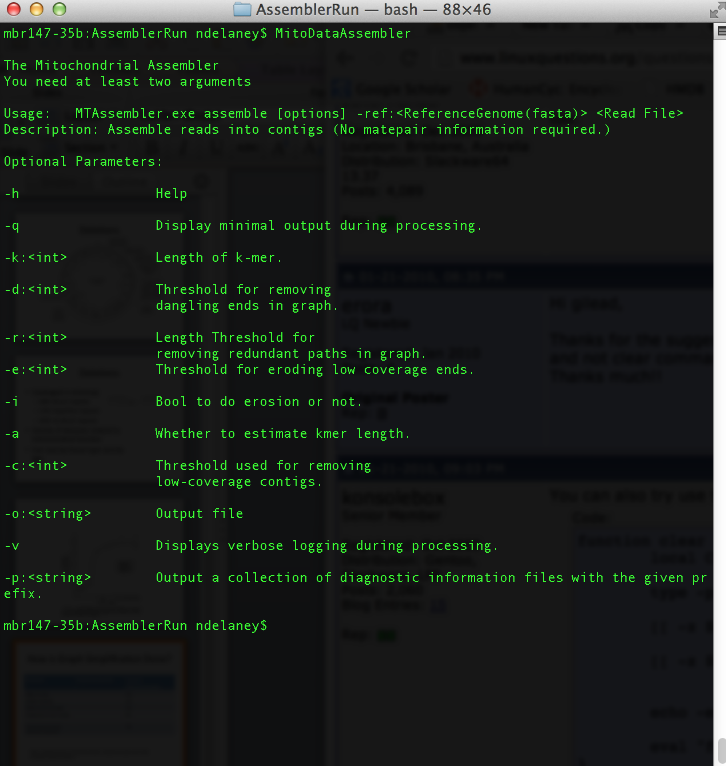 AssemblerRun — bash — 88×46
mbr147-35b:AssemblerRun ndelaney$ MitoDataAssembler
The Mitochondrial Assembler
You need at least two arguments
Usage:   MTAssembler.exe assemble [options] -ref:<ReferenceGenome(fasta)> <Read File>
Description: Assemble reads into contigs (No matepair information required.)
Optional Parameters:
-h                 Help
-q                 Display minimal output during processing.
-k:<int>           Length of k-mer.
-d:<int>           Threshold for removing
                   dangling ends in graph.
-r:<int>           Length Threshold for
                   removing redundant paths in graph.
-e:<int>           Threshold for eroding low coverage ends.
-i                 Bool to do erosion or not.
-a                 Whether to estimate kmer length.
-c:<int>           Threshold used for removing
                   low-coverage contigs.
-o:<string>        Output file
-v                 Displays verbose logging during processing.
-p:<string>        Output a collection of diagnostic information files with the given pr
efix.
mbr147-35b:AssemblerRun ndelaney$